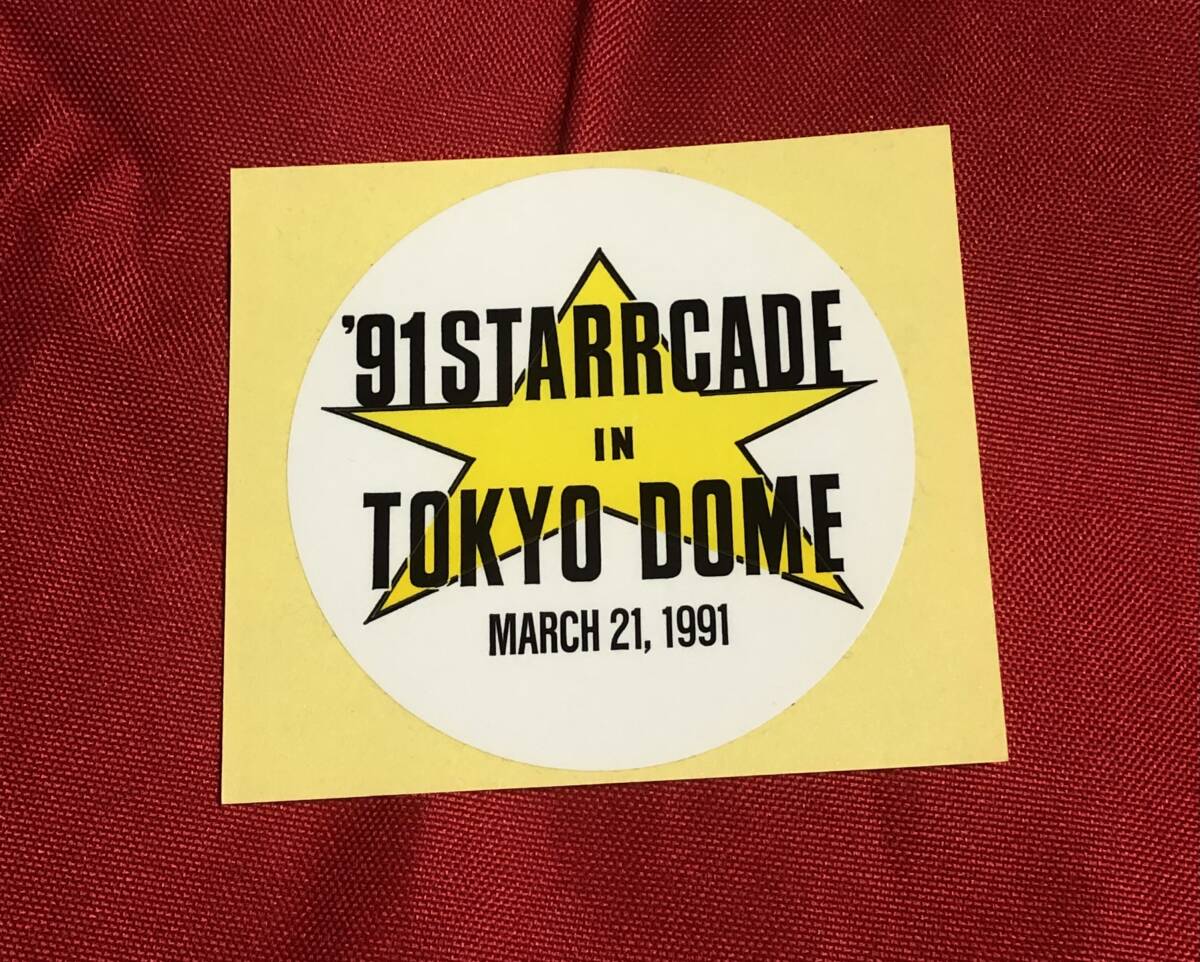 '91 STARRCADE
IN
TOKYO DOME
MARCH 21, 1991